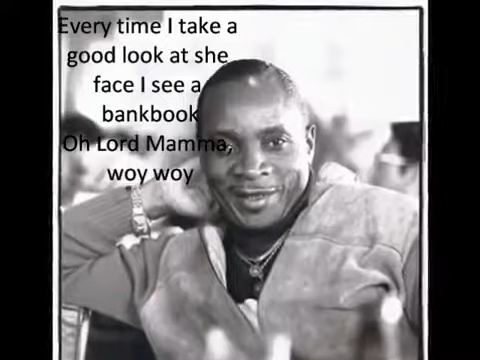 Every time I take a
good look at she
face I see a
bankbook
Oh Lord Mamma,
woy woy